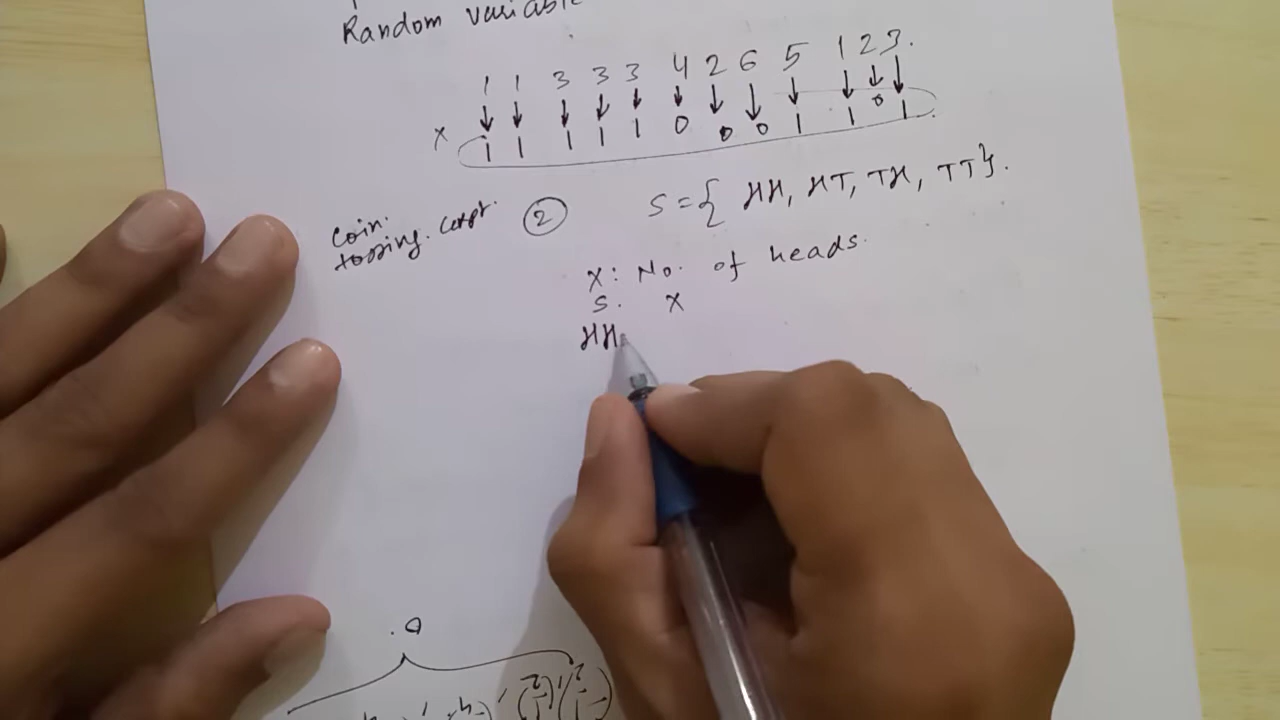 Random variable
1 1 3 3 3 4 2 6 5 1 2 3.
↓ ↓ ↓ ↓ ↓ ↓ ↓ ↓ ↓ ↓ ↓ ↓
X 1 1 1 1 1 0 0 0 1 1 0 1
coin.
tossing. (2) S = { HH, HT, TH, TT}.
X: No. of heads.
S. X
HH